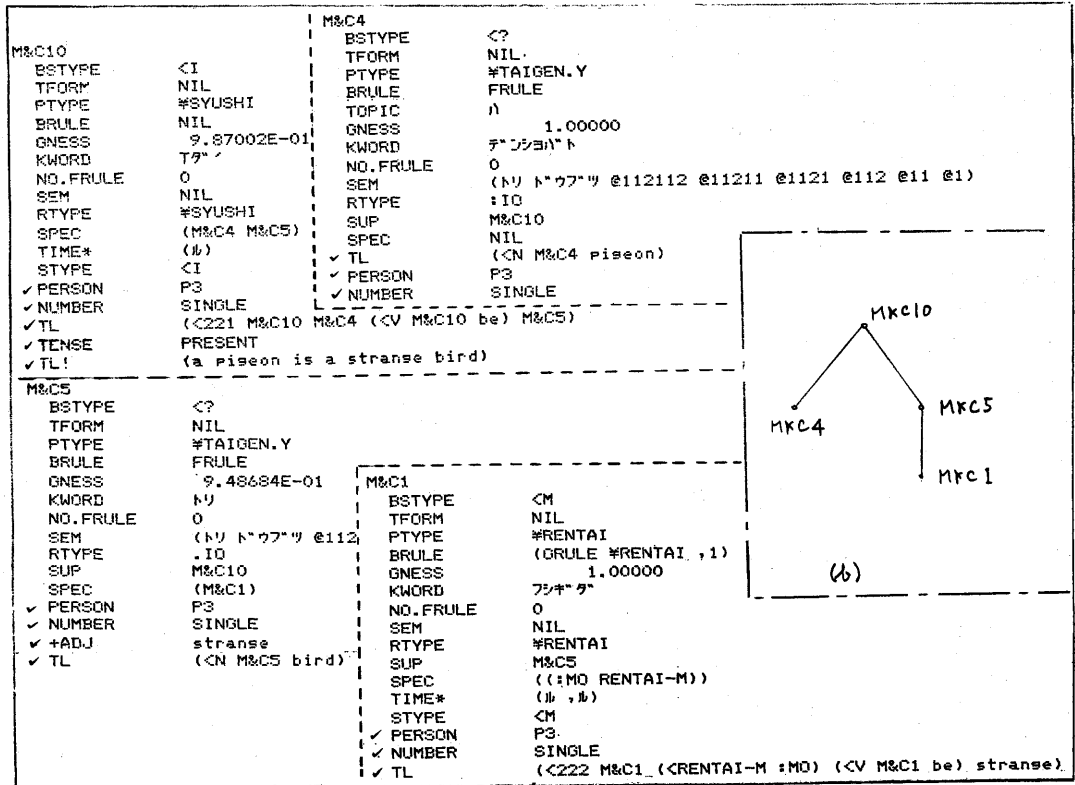 M&C10
BSTYPE <I
TFORM NIL
PTYPE ¥SYUSHI
BRULE NIL
GNESS 9.87002E-01
KWORD
NO.FRULE 0
SEM NIL
RTYPE ¥SYUSHI
SPEC (M&C4 M&C5)
TIME* (ル)
STYPE <I
✓ PERSON P3
✓ NUMBER SINGLE
✓ TL (<221 M&C10 M&C4 (<V M&C10 be) M&C5)
✓ TENSE PRESENT
✓ TL! (a piseon is a stranse bird)
M&C4
BSTYPE <?
TFORM NIL
PTYPE ¥TAIGEN.Y
BRULE FRULE
TOPIC ハ
GNESS 1.00000
KWORD デンショバト
NO.FRULE 0
SEM (トリ ドウブツ @112112 @11211 @1121 @112 @11 @1)
RTYPE :IO
SUP M&C10
SPEC NIL
✓ TL (<N M&C4 piseon)
✓ PERSON P3
✓ NUMBER SINGLE
M&C5
BSTYPE <?
TFORM NIL
PTYPE ¥TAIGEN.Y
BRULE FRULE
GNESS 9.48684E-01
KWORD トリ
NO.FRULE 0
SEM (トリ ドウブツ @112
RTYPE .IO
SUP M&C10
SPEC (M&C1)
✓ PERSON P3
✓ NUMBER SINGLE
✓ +ADJ stranse
✓ TL (<N M&C5 bird)
M&C1
BSTYPE <M
TFORM NIL
PTYPE ¥RENTAI
BRULE (GRULE ¥RENTAI ,1)
GNESS 1.00000
KWORD フシギダ
NO.FRULE 0
SEM NIL
RTYPE ¥RENTAI
SUP M&C5
SPEC ((:MO RENTAI-M))
TIME* (ル ,ル)
STYPE <M
✓ PERSON P3
✓ NUMBER SINGLE
✓ TL (<222 M&C1 (<RENTAI-M :MO) (<V M&C1 be) stranse)
MKC10
MKC4
MKC5
MKC1
(b)